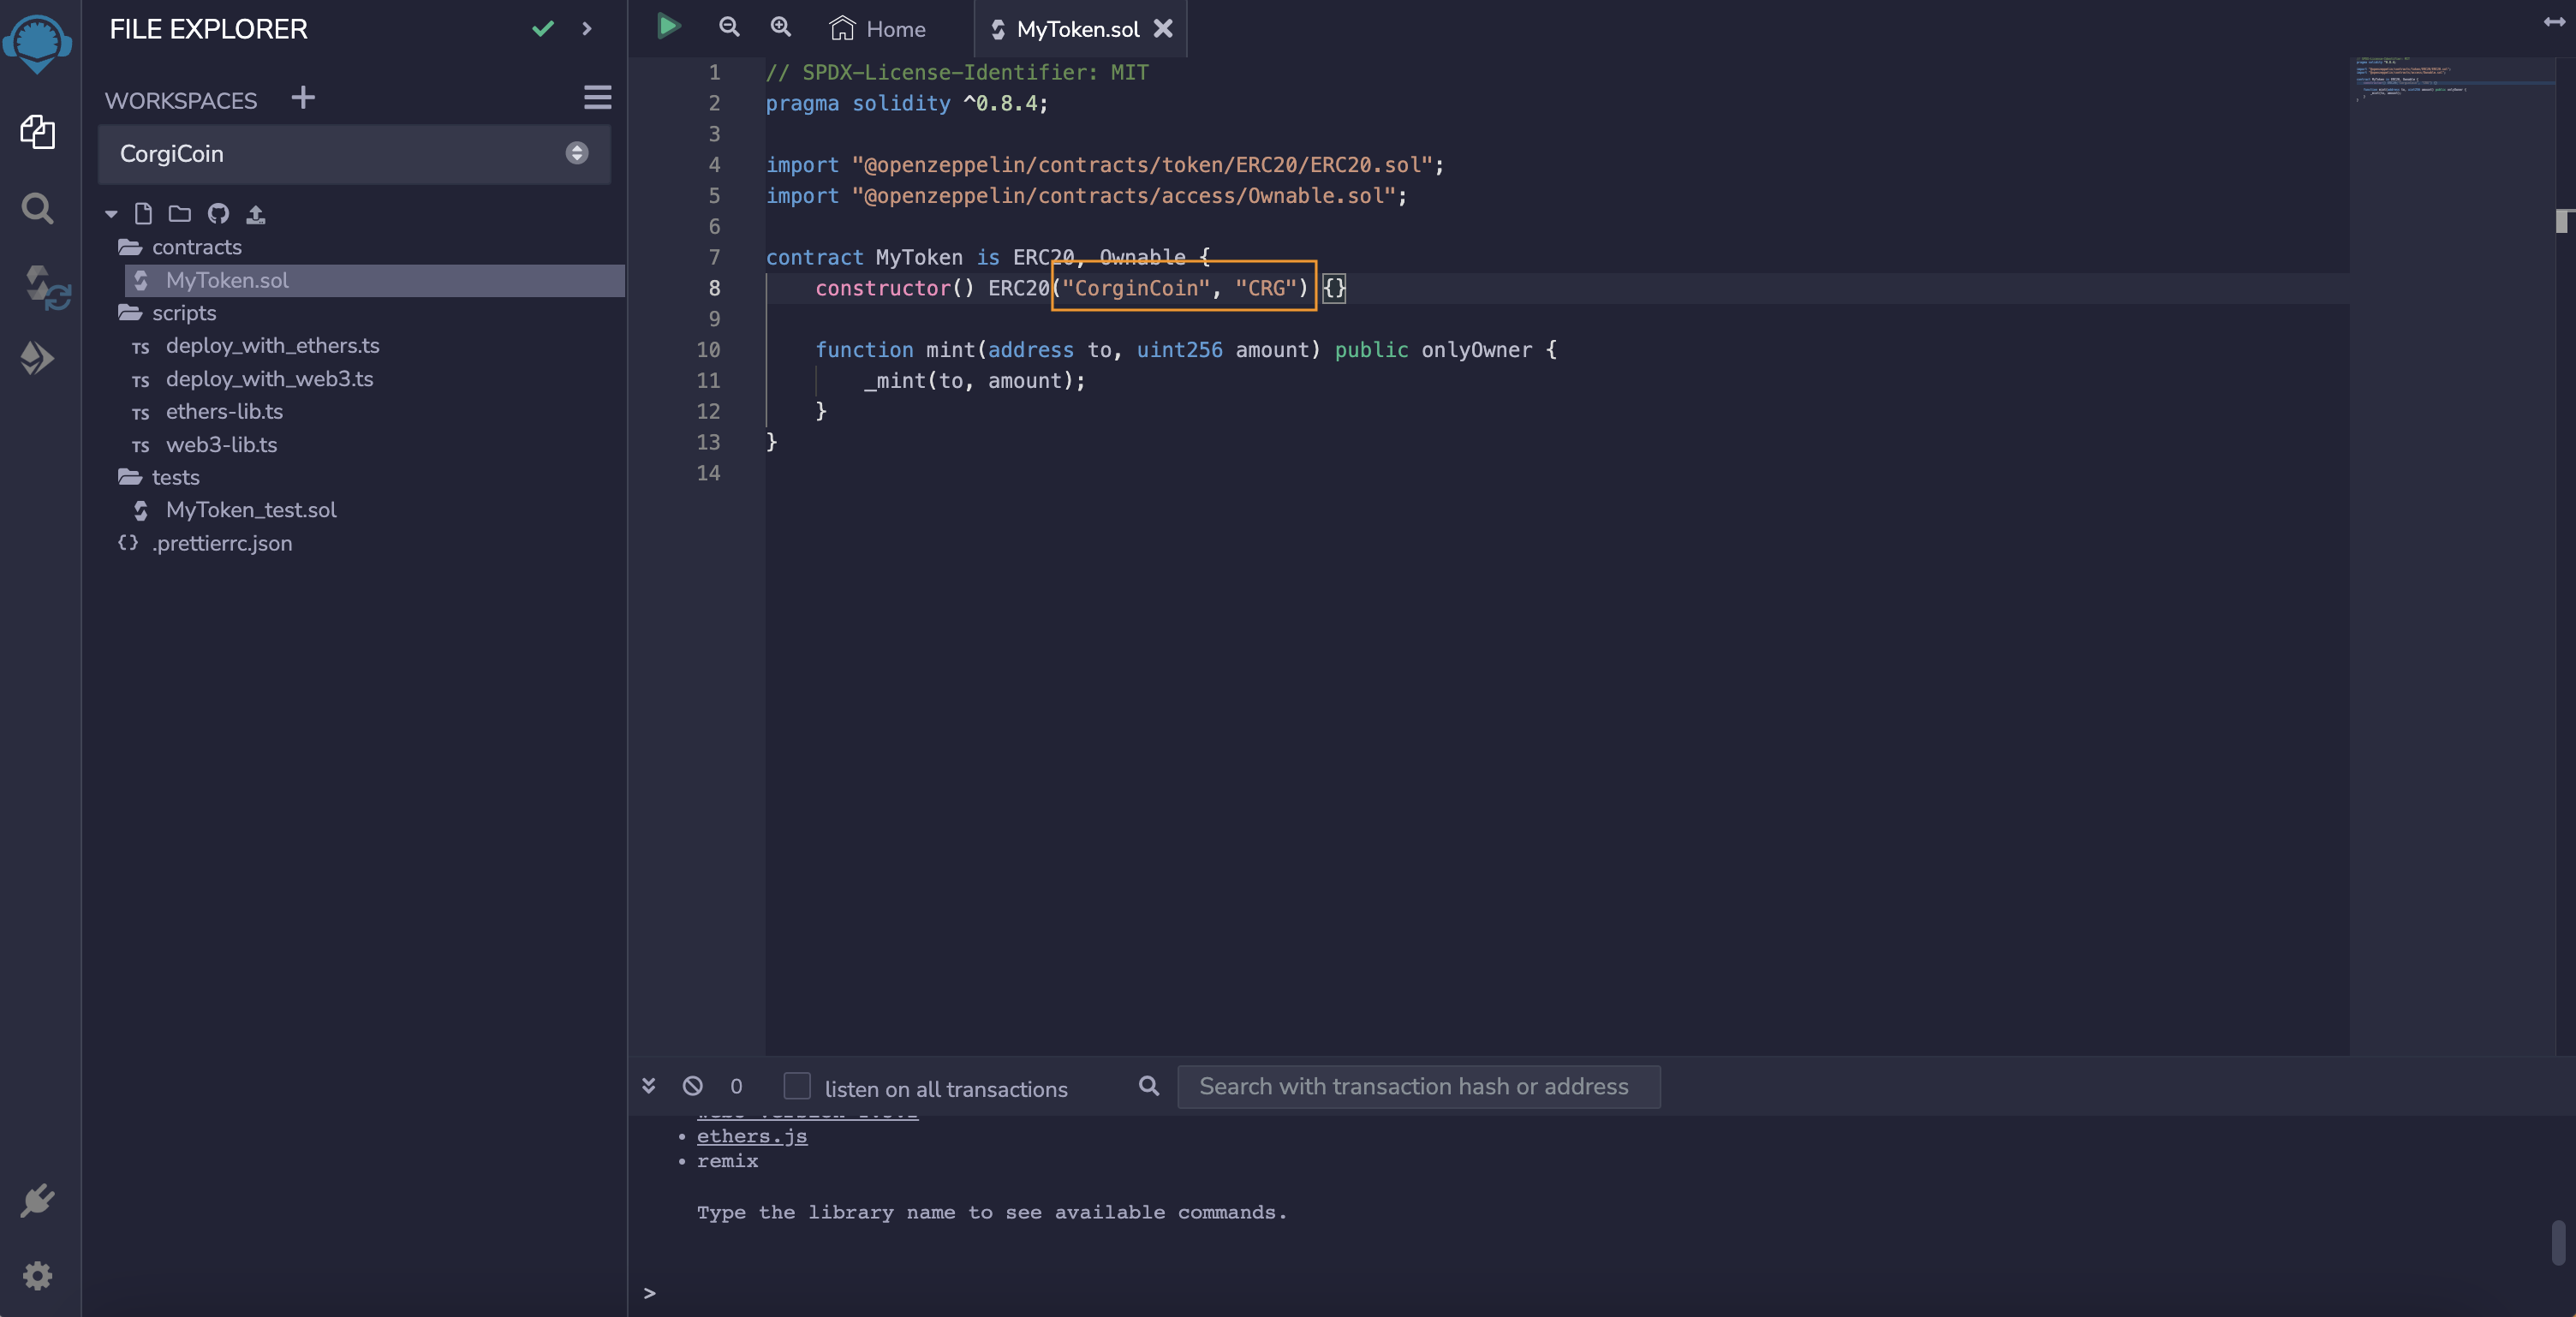 FILE EXPLORER
WORKSPACES
CorgiCoin
contracts
MyToken.sol
scripts
TS deploy_with_ethers.ts
TS deploy_with_web3.ts
TS ethers-lib.ts
TS web3-lib.ts
tests
MyToken_test.sol
{} .prettierrc.json
Home
MyToken.sol
1 // SPDX-License-Identifier: MIT
2 pragma solidity ^0.8.4;
3
4 import "@openzeppelin/contracts/token/ERC20/ERC20.sol";
5 import "@openzeppelin/contracts/access/Ownable.sol";
6
7 contract MyToken is ERC20, Ownable {
8 constructor() ERC20("CorginCoin", "CRG") {}
9
10 function mint(address to, uint256 amount) public onlyOwner {
11 _mint(to, amount);
12 }
13 }
14
0 listen on all transactions Search with transaction hash or address
• ethers.js
• remix
Type the library name to see available commands.
>